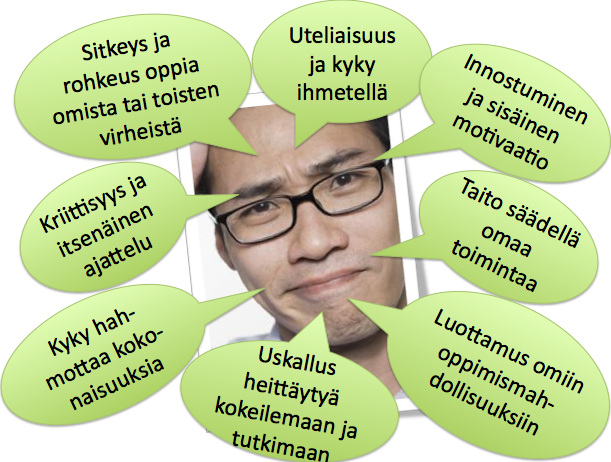 Sitkeys ja
rohkeus oppia
omista tai toisten
virheistä
Uteliaisuus
ja kyky
ihmetellä
Innostuminen
ja sisäinen
motivaatio
Kriittisyys ja
itsenäinen
ajattelu
Taito säädellä
omaa
toimintaa
Kyky hah-
mottaa koko-
naisuuksia
Uskallus
heittäytyä
kokeilemaan ja
tutkimaan
Luottamus omiin
oppimismah-
dollisuuksiin